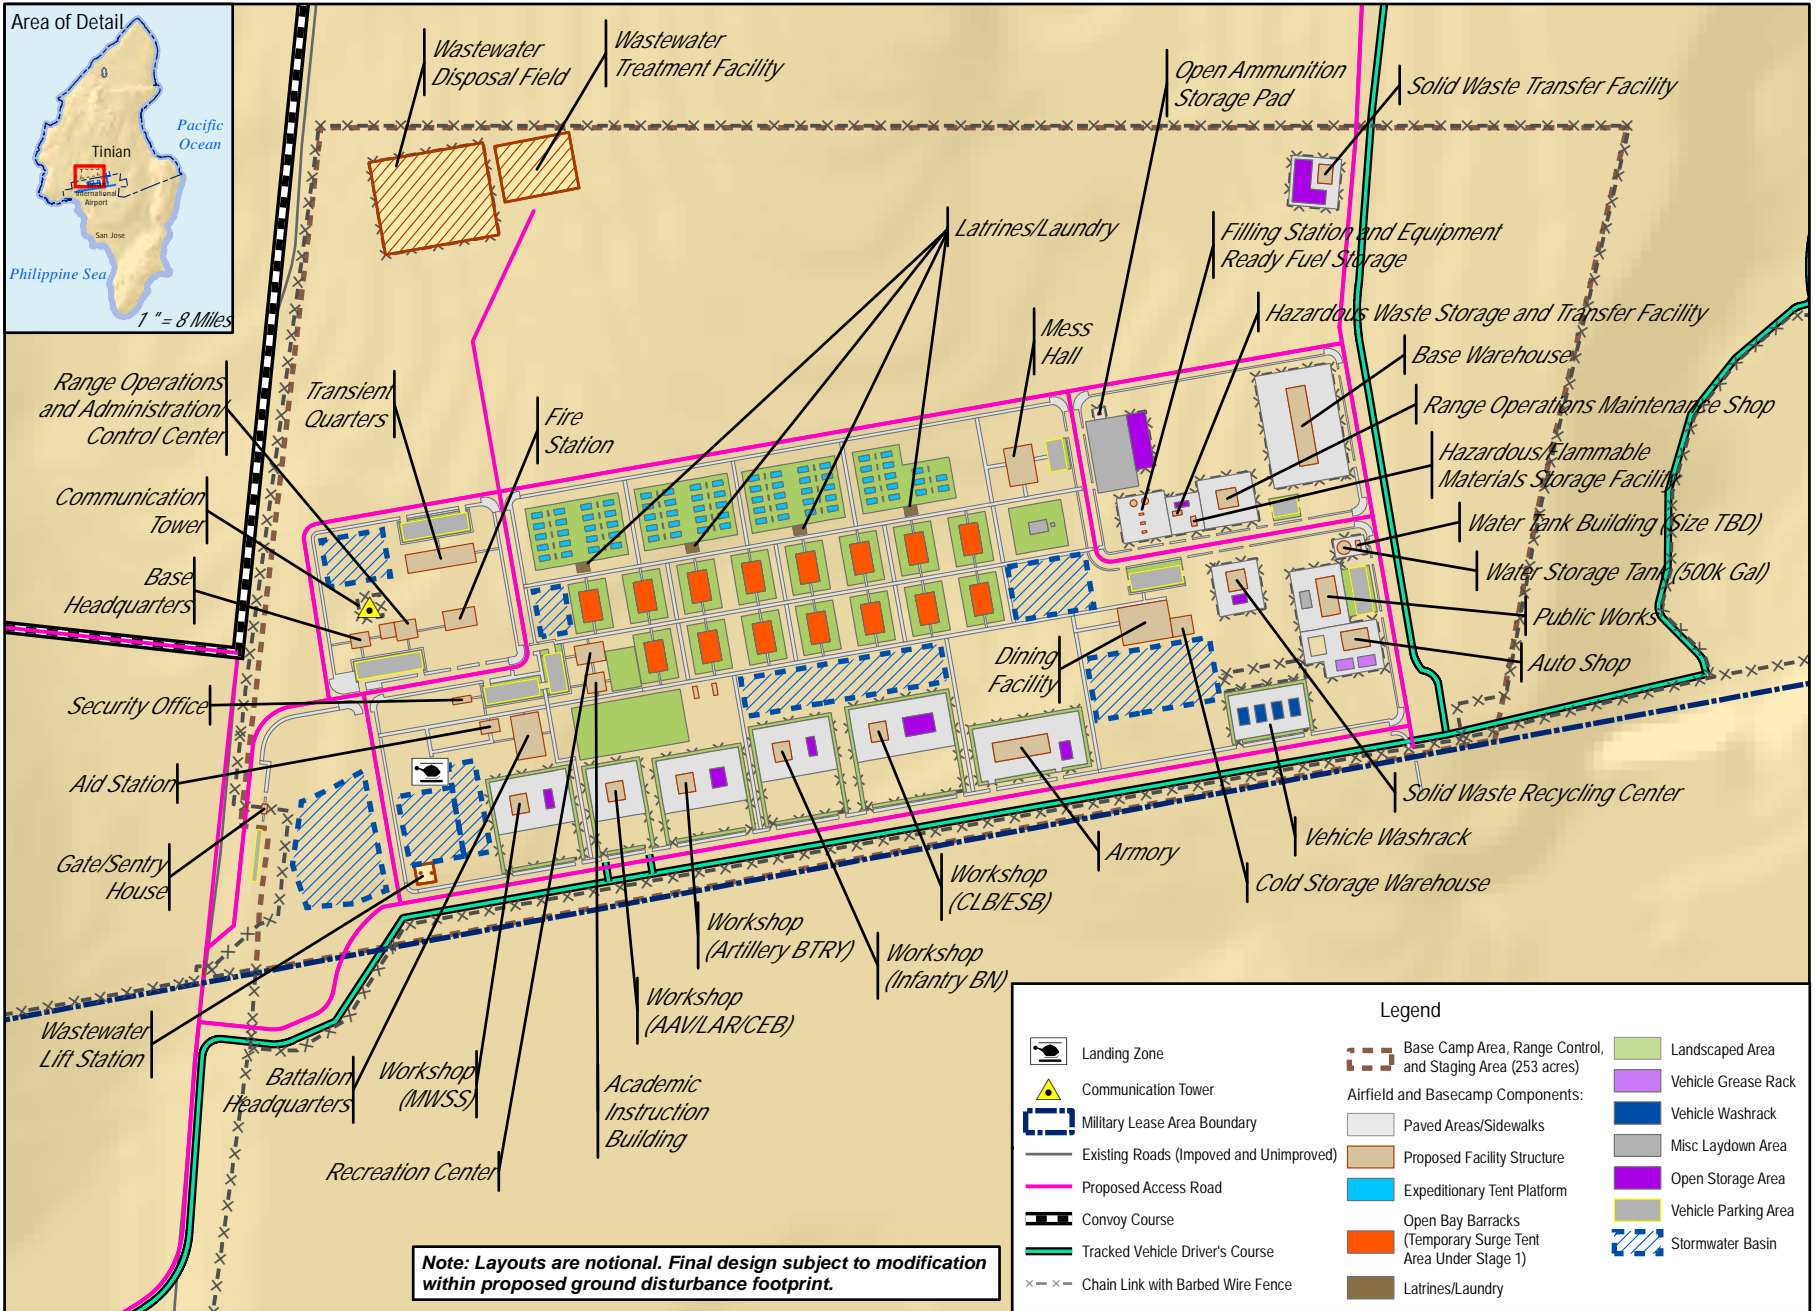 Area of Detail
Pacific
Ocean
Tinian
International
Airport
San Jose
Philippine Sea
1 " = 8 Miles
Wastewater
Disposal Field
Wastewater
Treatment Facility
Open Ammunition
Storage Pad
Solid Waste Transfer Facility
Latrines/Laundry
Filling Station and Equipment
Ready Fuel Storage
Mess
Hall
Hazardous Waste Storage and Transfer Facility
Base Warehouse
Range Operations Maintenance Shop
Hazardous/Flammable
Materials Storage Facility
Water Tank Building (Size TBD)
Water Storage Tank (500k Gal)
Public Works
Auto Shop
Range Operations
and Administration/
Control Center
Transient
Quarters
Fire
Station
Communication
Tower
Base
Headquarters
Security Office
Aid Station
Gate/Sentry
House
Wastewater
Lift Station
Battalion
Headquarters
Workshop
(MWSS)
Recreation Center
Academic
Instruction
Building
Workshop
(AAV/LAR/CEB)
Workshop
(Artillery BTRY)
Workshop
(Infantry BN)
Workshop
(CLB/ESB)
Armory
Dining
Facility
Cold Storage Warehouse
Vehicle Washrack
Solid Waste Recycling Center
Note: Layouts are notional. Final design subject to modification
within proposed ground disturbance footprint.
Legend
Landing Zone
Communication Tower
Military Lease Area Boundary
Existing Roads (Impoved and Unimproved)
Proposed Access Road
Convoy Course
Tracked Vehicle Driver's Course
Chain Link with Barbed Wire Fence
Base Camp Area, Range Control,
and Staging Area (253 acres)
Airfield and Basecamp Components:
Paved Areas/Sidewalks
Proposed Facility Structure
Expeditionary Tent Platform
Open Bay Barracks
(Temporary Surge Tent
Area Under Stage 1)
Latrines/Laundry
Landscaped Area
Vehicle Grease Rack
Vehicle Washrack
Misc Laydown Area
Open Storage Area
Vehicle Parking Area
Stormwater Basin